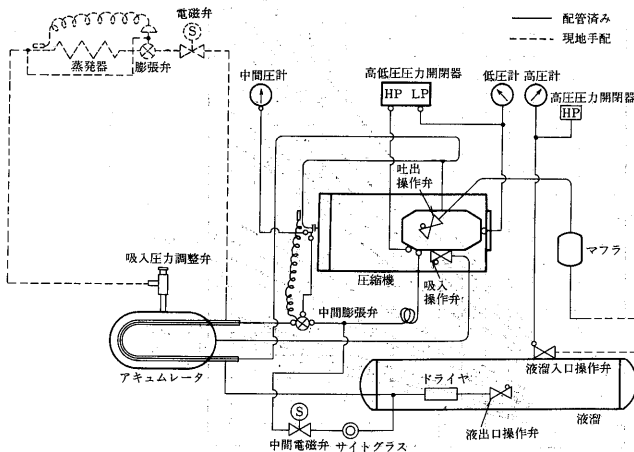 電磁弁
S
配管済み
現地手配
蒸発器
膨張弁
中間圧計
高低圧圧力開閉器
HP LP
低圧計
高圧計
高圧圧力開閉器
HP
吐出
操作弁
マフラ
吸入圧力調整弁
圧縮機
吸入
操作弁
中間膨張弁
アキュムレータ
ドライヤ
液溜入口操作弁
液溜
液出口操作弁
S
中間電磁弁
サイトグラス